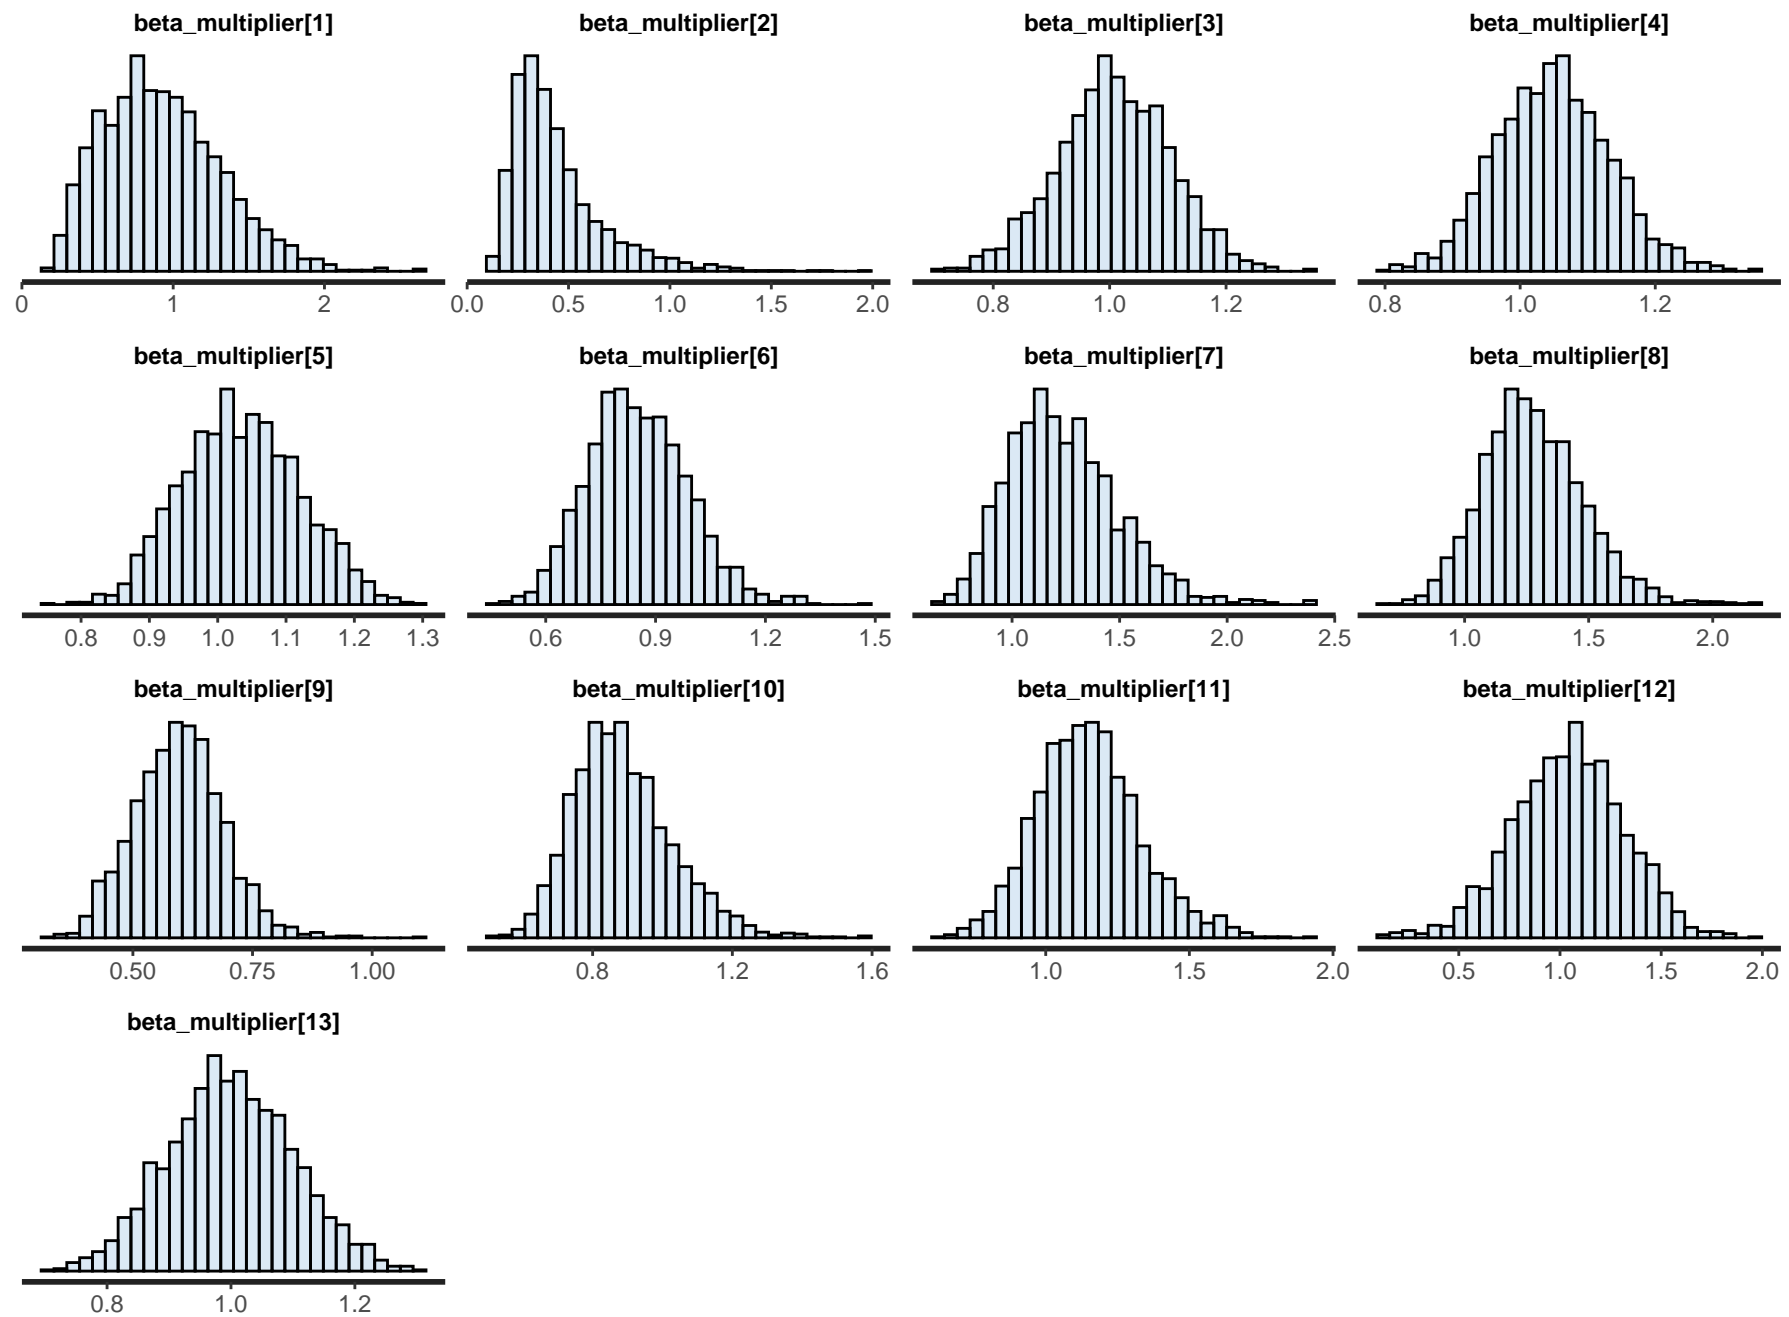 beta_multiplier[1] beta_multiplier[2] beta_multiplier[3] beta_multiplier[4]
0 1 2 0.0 0.5 1.0 1.5 2.0 0.8 1.0 1.2 0.8 1.0 1.2
beta_multiplier[5] beta_multiplier[6] beta_multiplier[7] beta_multiplier[8]
0.8 0.9 1.0 1.1 1.2 1.3 0.6 0.9 1.2 1.5 1.0 1.5 2.0 2.5 1.0 1.5 2.0
beta_multiplier[9] beta_multiplier[10] beta_multiplier[11] beta_multiplier[12]
0.50 0.75 1.00 0.8 1.2 1.6 1.0 1.5 2.0 0.5 1.0 1.5 2.0
beta_multiplier[13]
0.8 1.0 1.2